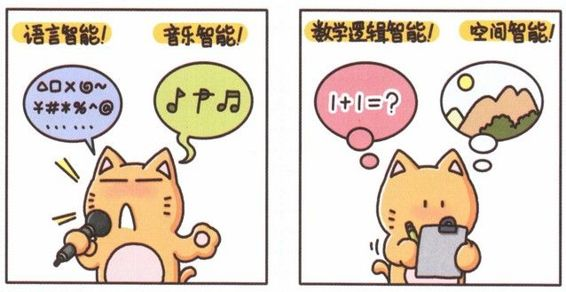 语言智能!
音乐智能!
△□×@~
¥#*%^@
... ...
数学逻辑智能!
空间智能!
1+1=?